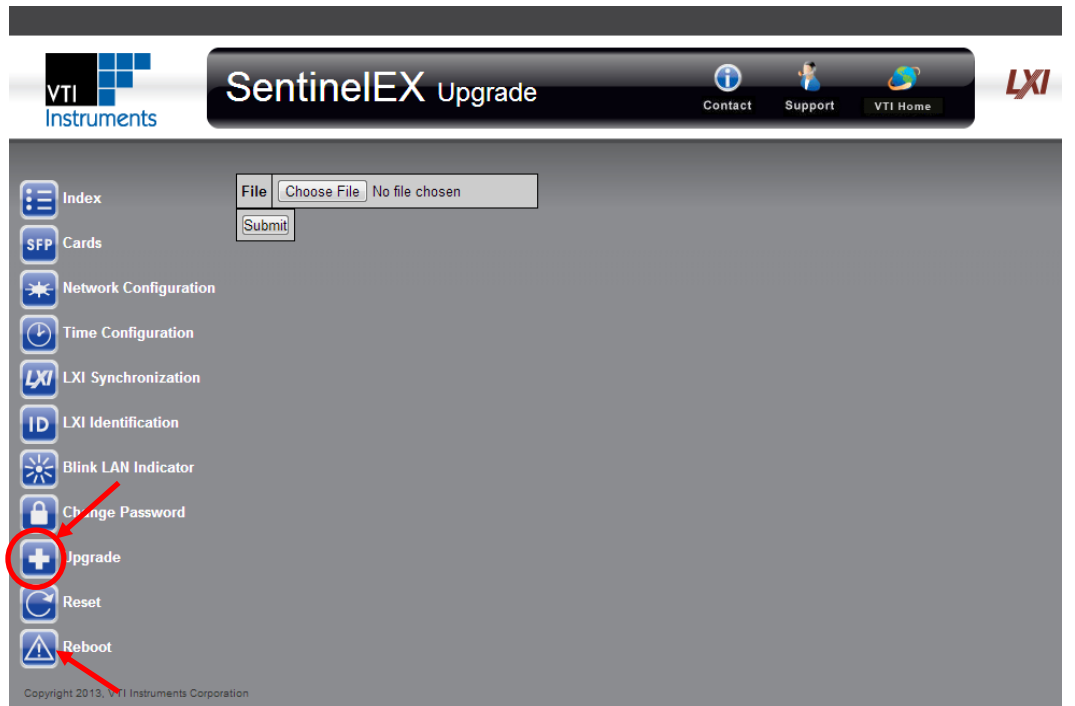 VTI
Instruments
SentinelEX Upgrade
Contact
Support
VTI Home
LXI
File Choose File No file chosen
Submit
Index
SFP Cards
Network Configuration
Time Configuration
LXI LXI Synchronization
ID LXI Identification
Blink LAN Indicator
Change Password
Upgrade
Reset
Reboot
Copyright 2013, VTI Instruments Corporation